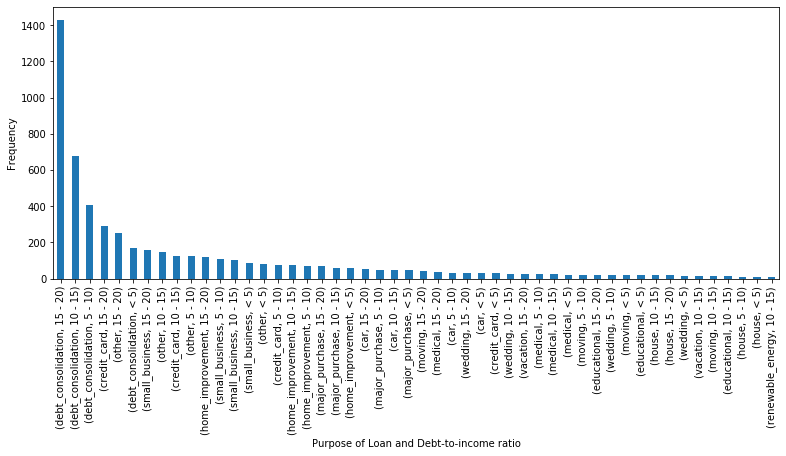 1400
1200
1000
800
600
400
200
0
Frequency
(debt_consolidation, 15 - 20)
(debt_consolidation, 10 - 15)
(debt_consolidation, 5 - 10)
(credit_card, 15 - 20)
(other, 15 - 20)
(debt_consolidation, < 5)
(small_business, 15 - 20)
(other, 10 - 15)
(credit_card, 10 - 15)
(other, 5 - 10)
(home_improvement, 15 - 20)
(small_business, 5 - 10)
(small_business, 10 - 15)
(small_business, < 5)
(other, < 5)
(credit_card, 5 - 10)
(home_improvement, 10 - 15)
(home_improvement, 5 - 10)
(major_purchase, 15 - 20)
(major_purchase, 10 - 15)
(home_improvement, < 5)
(car, 15 - 20)
(major_purchase, 5 - 10)
(car, 10 - 15)
(major_purchase, < 5)
(moving, 15 - 20)
(medical, 15 - 20)
(car, 5 - 10)
(wedding, 15 - 20)
(car, < 5)
(credit_card, < 5)
(wedding, 10 - 15)
(vacation, 15 - 20)
(medical, 5 - 10)
(medical, 10 - 15)
(medical, < 5)
(moving, 5 - 10)
(educational, 15 - 20)
(wedding, 5 - 10)
(moving, < 5)
(educational, < 5)
(house, 10 - 15)
(house, 15 - 20)
(wedding, < 5)
(vacation, 10 - 15)
(moving, 10 - 15)
(educational, 10 - 15)
(house, 5 - 10)
(house, < 5)
(renewable_energy, 10 - 15)
Purpose of Loan and Debt-to-income ratio